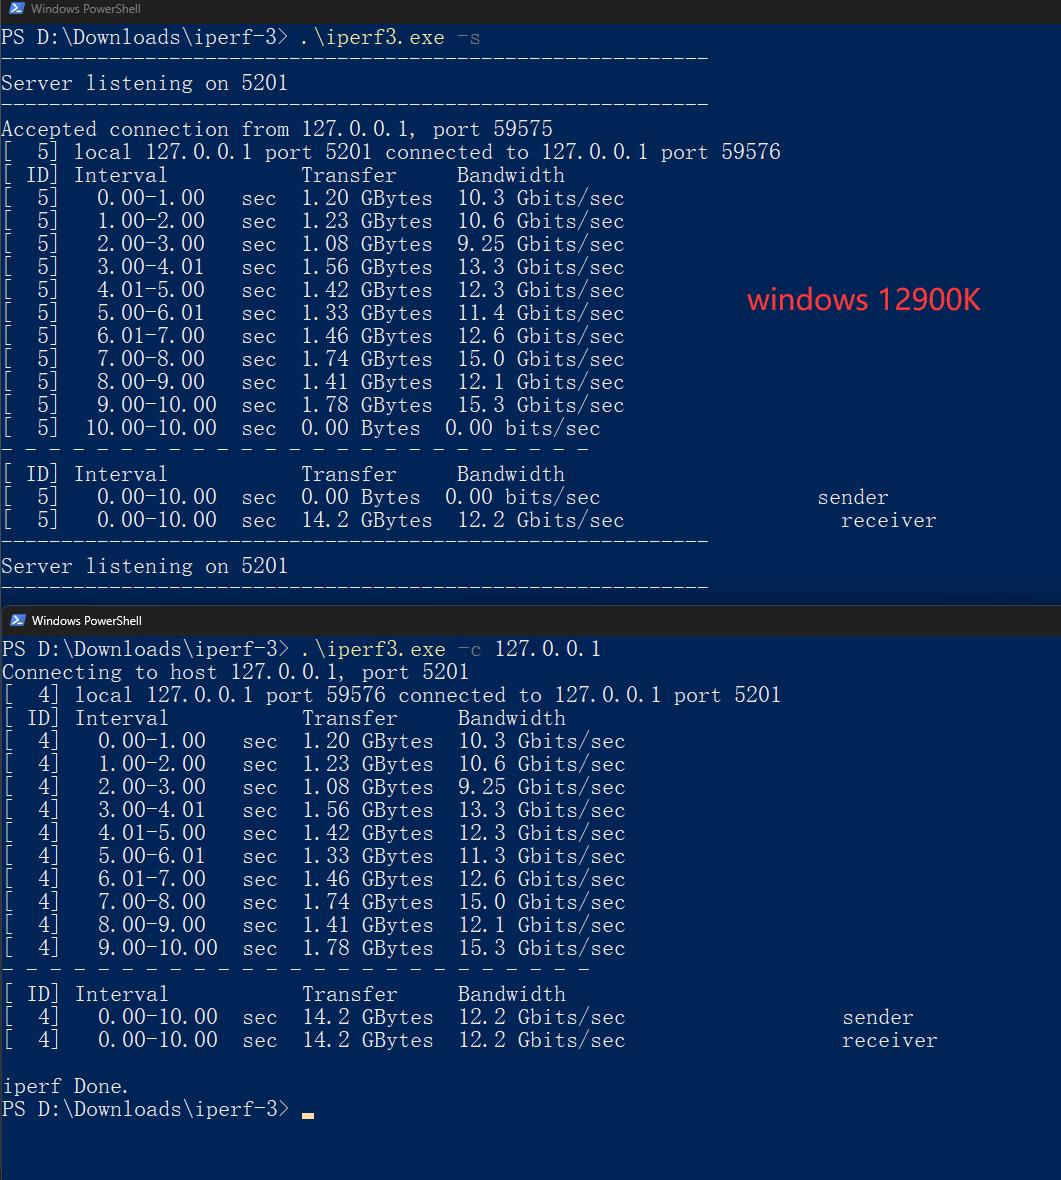 Windows PowerShell
PS D:\Downloads\iperf-3> .\iperf3.exe -s
-----------------------------------------------------------
Server listening on 5201
-----------------------------------------------------------
Accepted connection from 127.0.0.1, port 59575
[  5] local 127.0.0.1 port 5201 connected to 127.0.0.1 port 59576
[ ID] Interval           Transfer     Bandwidth
[  5]   0.00-1.00   sec  1.20 GBytes  10.3 Gbits/sec
[  5]   1.00-2.00   sec  1.23 GBytes  10.6 Gbits/sec
[  5]   2.00-3.00   sec  1.08 GBytes  9.25 Gbits/sec
[  5]   3.00-4.01   sec  1.56 GBytes  13.3 Gbits/sec
[  5]   4.01-5.00   sec  1.42 GBytes  12.3 Gbits/sec
windows 12900K
[  5]   5.00-6.01   sec  1.33 GBytes  11.4 Gbits/sec
[  5]   6.01-7.00   sec  1.46 GBytes  12.6 Gbits/sec
[  5]   7.00-8.00   sec  1.74 GBytes  15.0 Gbits/sec
[  5]   8.00-9.00   sec  1.41 GBytes  12.1 Gbits/sec
[  5]   9.00-10.00  sec  1.78 GBytes  15.3 Gbits/sec
[  5]  10.00-10.00  sec  0.00 Bytes  0.00 bits/sec
- - - - - - - - - - - - - - - - - - - - - - - - -
[ ID] Interval           Transfer     Bandwidth
[  5]   0.00-10.00  sec  0.00 Bytes  0.00 bits/sec                  sender
[  5]   0.00-10.00  sec  14.2 GBytes  12.2 Gbits/sec                  receiver
-----------------------------------------------------------
Server listening on 5201
-----------------------------------------------------------
Windows PowerShell
PS D:\Downloads\iperf-3> .\iperf3.exe -c 127.0.0.1
Connecting to host 127.0.0.1, port 5201
[  4] local 127.0.0.1 port 59576 connected to 127.0.0.1 port 5201
[ ID] Interval           Transfer     Bandwidth
[  4]   0.00-1.00   sec  1.20 GBytes  10.3 Gbits/sec
[  4]   1.00-2.00   sec  1.23 GBytes  10.6 Gbits/sec
[  4]   2.00-3.00   sec  1.08 GBytes  9.25 Gbits/sec
[  4]   3.00-4.01   sec  1.56 GBytes  13.3 Gbits/sec
[  4]   4.01-5.00   sec  1.42 GBytes  12.3 Gbits/sec
[  4]   5.00-6.01   sec  1.33 GBytes  11.3 Gbits/sec
[  4]   6.01-7.00   sec  1.46 GBytes  12.6 Gbits/sec
[  4]   7.00-8.00   sec  1.74 GBytes  15.0 Gbits/sec
[  4]   8.00-9.00   sec  1.41 GBytes  12.1 Gbits/sec
[  4]   9.00-10.00  sec  1.78 GBytes  15.3 Gbits/sec
- - - - - - - - - - - - - - - - - - - - - - - - -
[ ID] Interval           Transfer     Bandwidth
[  4]   0.00-10.00  sec  14.2 GBytes  12.2 Gbits/sec                  sender
[  4]   0.00-10.00  sec  14.2 GBytes  12.2 Gbits/sec                  receiver
iperf Done.
PS D:\Downloads\iperf-3>